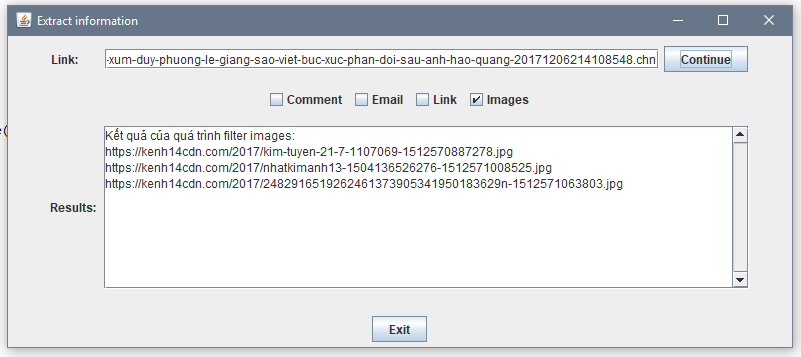 Extract information
Link:
-xum-duy-phuong-le-giang-sao-viet-buc-xuc-phan-doi-sau-anh-hao-quang-20171206214108548.chn
Continue
Comment
Email
Link
Images
Kết quả của quá trình filter images:
https://kenh14cdn.com/2017/kim-tuyen-21-7-1107069-1512570887278.jpg
https://kenh14cdn.com/2017/nhatkimanh13-1504136526276-1512571008525.jpg
https://kenh14cdn.com/2017/248291651926246137390534195018​3629n-1512571063803.jpg
Results:
Exit